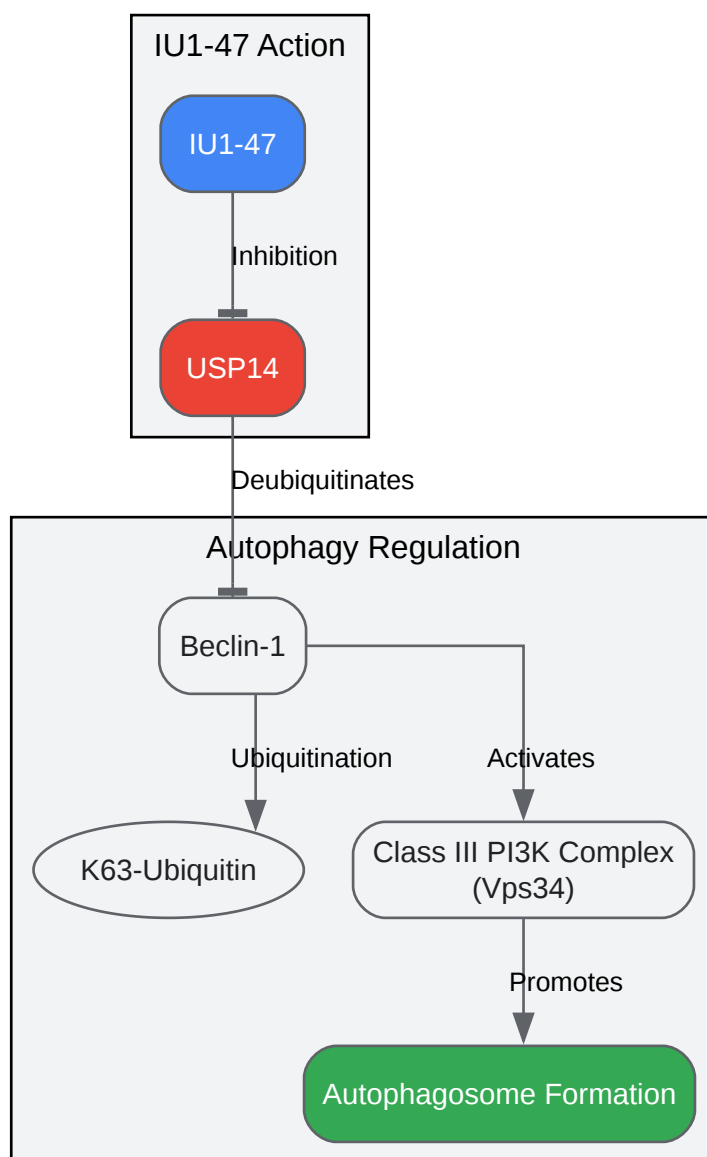 IU1-47 Action
IU1-47
Inhibition
USP14
Deubiquitinates
Autophagy Regulation
Beclin-1
Ubiquitination
Activates
K63-Ubiquitin
Class III PI3K Complex
(Vps34)
Promotes
Autophagosome Formation